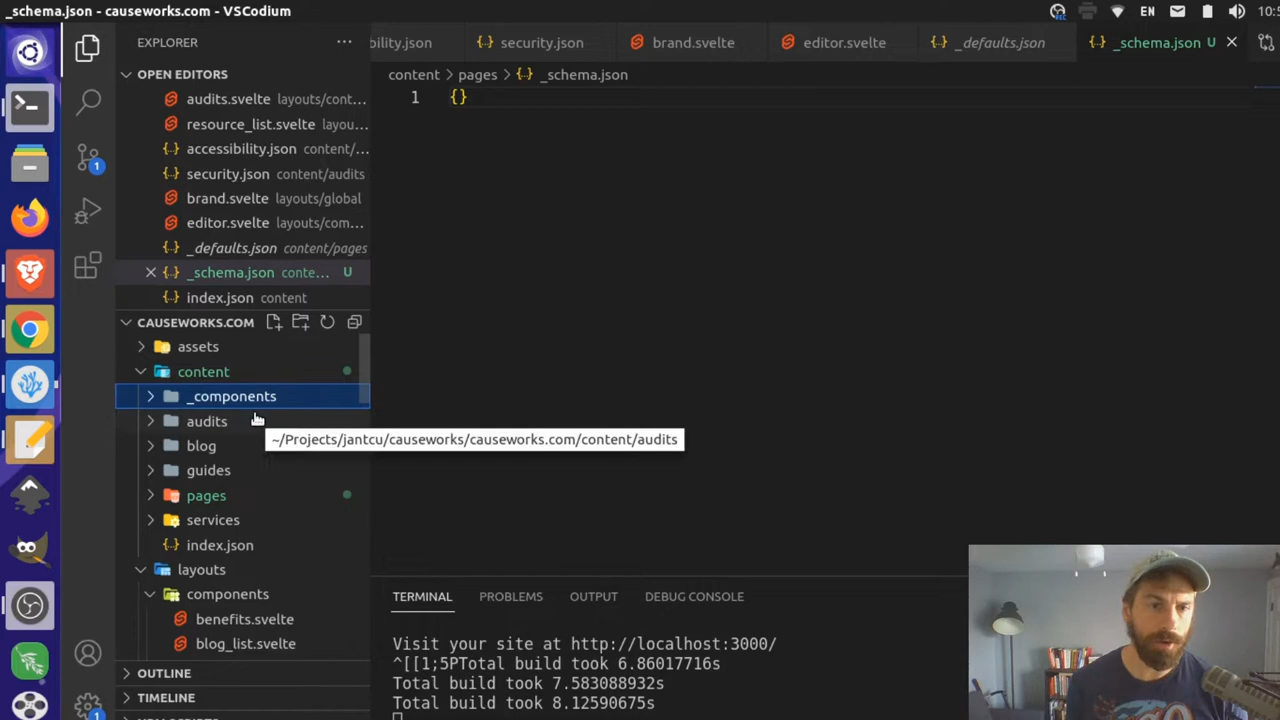 _schema.json - causeworks.com - VSCodium
EN
EXPLORER
bility.json
security.json
brand.svelte
editor.svelte
_defaults.json
_schema.json U
OPEN EDITORS
content > pages > {..} _schema.json
1 {}
audits.svelte layouts/cont...
resource_list.svelte layou...
accessibility.json content/...
security.json content/audits
brand.svelte layouts/global
editor.svelte layouts/com...
_defaults.json content/pages
_schema.json conte... U
index.json content
1
CAUSEWORKS.COM
assets
content
_components
audits
~/Projects/jantcu/causeworks/causeworks.com/content/audits
blog
guides
pages
services
index.json
layouts
components
benefits.svelte
blog_list.svelte
OUTLINE
TIMELINE
1
TERMINAL
PROBLEMS
OUTPUT
DEBUG CONSOLE
Visit your site at http://localhost:3000/
^[[1;5PTotal build took 6.86017716s
Total build took 7.583088932s
Total build took 8.12590675s